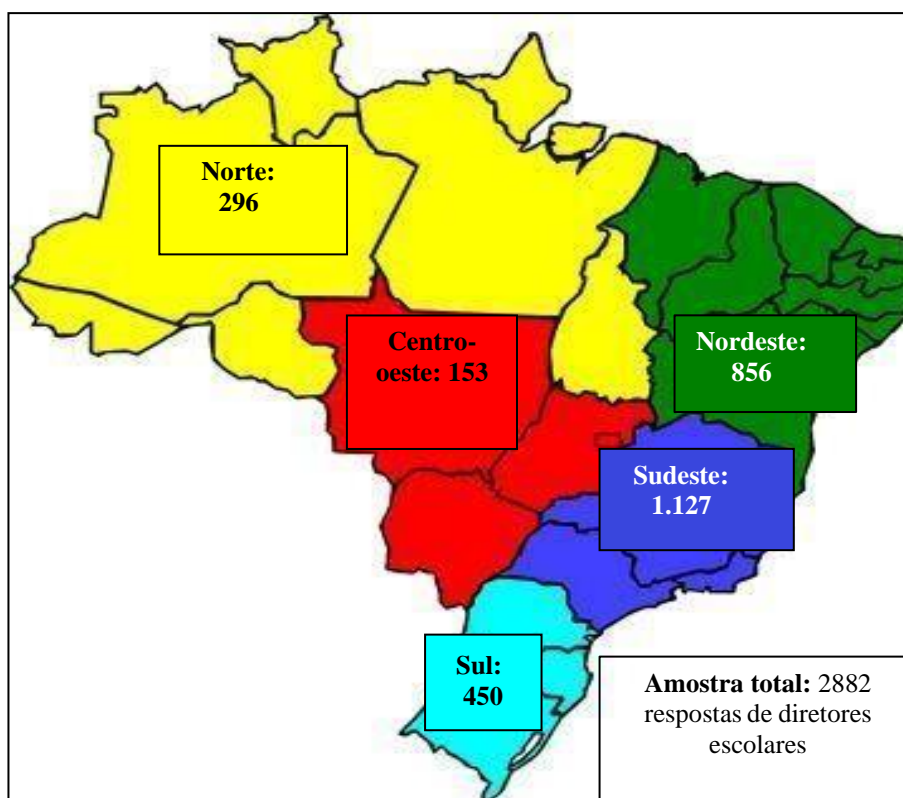 Norte:
296
Centro-
oeste: 153
Nordeste:
856
Sudeste:
1.127
Sul:
450
Amostra total: 2882
respostas de diretores
escolares